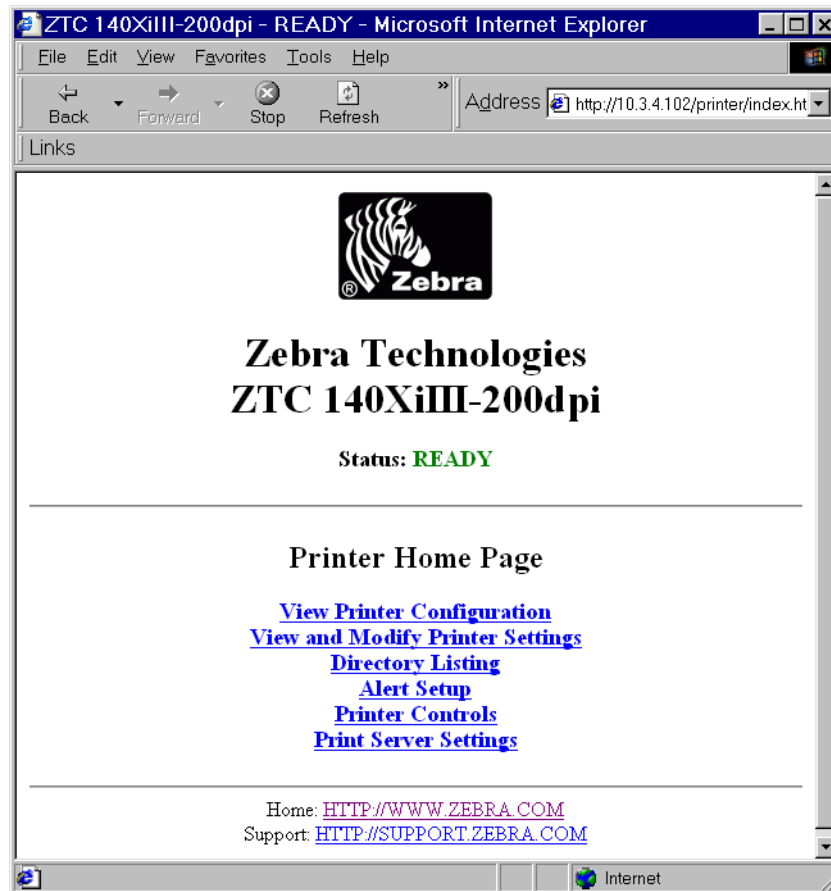 ZTC 140XiIII-200dpi - READY - Microsoft Internet Explorer
File Edit View Favorites Tools Help
Back Forward Stop Refresh » Address http://10.3.4.102/printer/index.ht
Links
® Zebra
Zebra Technologies
ZTC 140XiIII-200dpi
Status: READY
Printer Home Page
View Printer Configuration
View and Modify Printer Settings
Directory Listing
Alert Setup
Printer Controls
Print Server Settings
Home: HTTP://WWW.ZEBRA.COM
Support: HTTP://SUPPORT.ZEBRA.COM
Internet